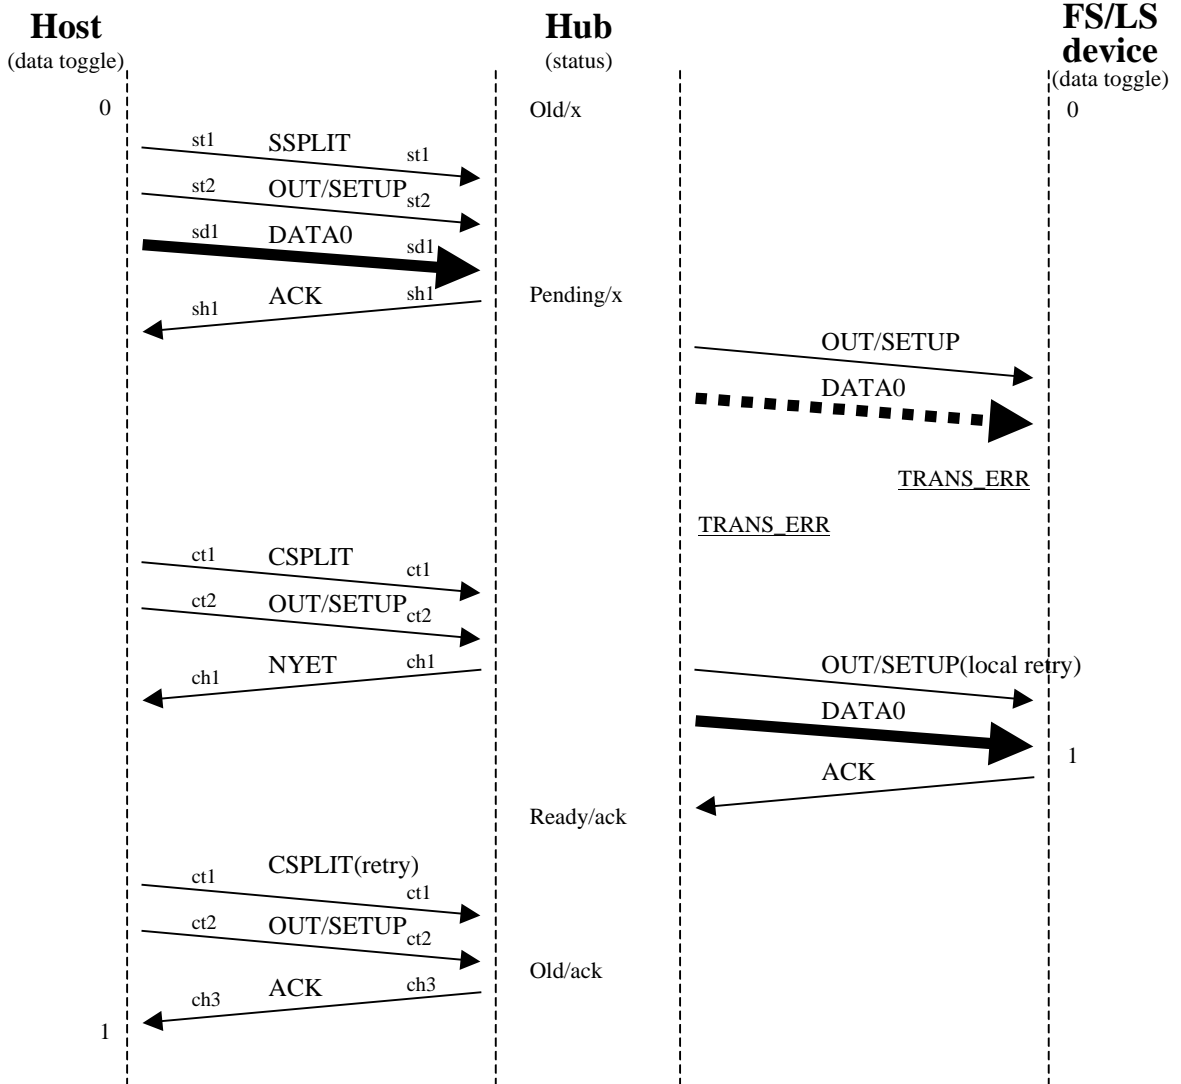 Host
(data toggle)
Hub
(status)
FS/LS
device
(data toggle)
0
Old/x
0
st1 SSPLIT st1
st2 OUT/SETUP st2
sd1 DATA0 sd1
sh1 ACK sh1
Pending/x
OUT/SETUP
DATA0
TRANS_ERR
TRANS_ERR
ct1 CSPLIT ct1
ct2 OUT/SETUP ct2
ch1 NYET ch1
OUT/SETUP(local retry)
DATA0
1
ACK
Ready/ack
ct1 CSPLIT(retry) ct1
ct2 OUT/SETUP ct2
Old/ack
ch3 ACK ch3
1